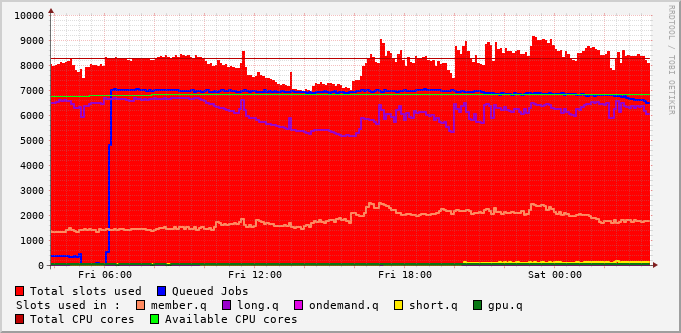 10000
9000
8000
7000
6000
5000
4000
3000
2000
1000
0
Fri 06:00 Fri 12:00 Fri 18:00 Sat 00:00
RRDTOOL / TOBI OETIKER
Total slots used Queued Jobs
Slots used in : member.q long.q ondemand.q short.q gpu.q
Total CPU cores Available CPU cores